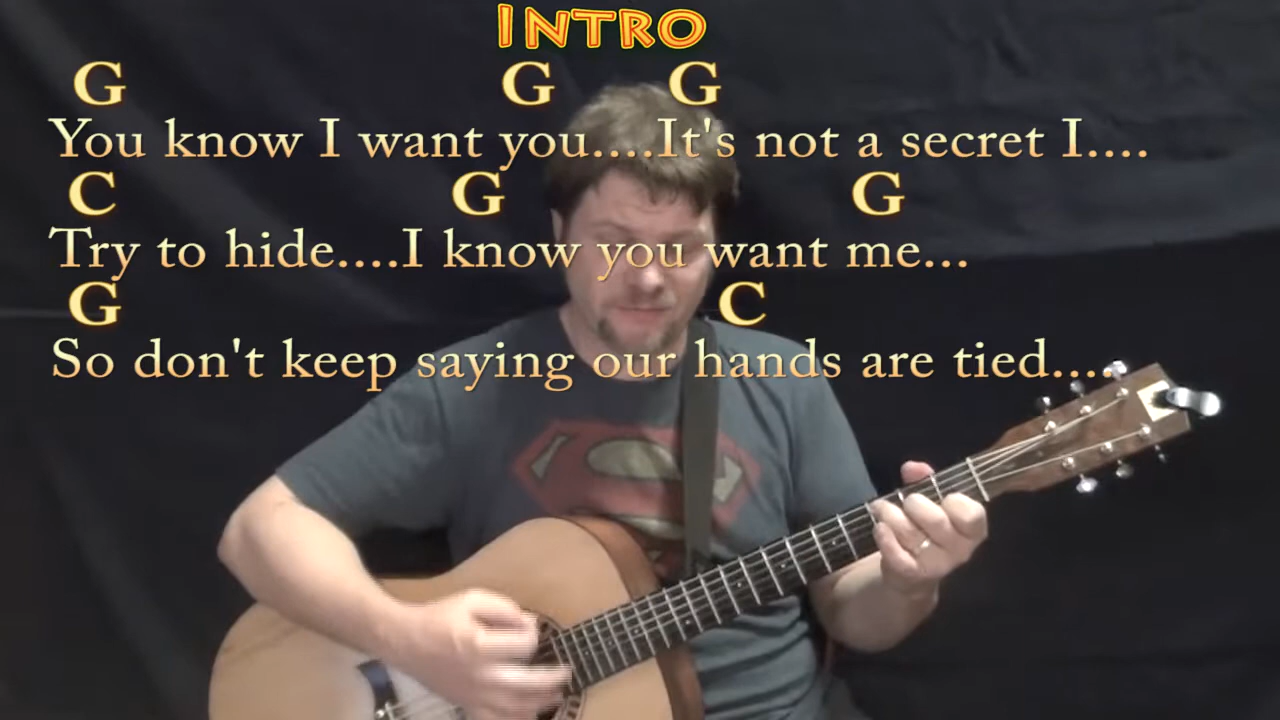 INTRO
G G G
You know I want you....It's not a secret I....
C G G
Try to hide....I know you want me...
G C
So don't keep saying our hands are tied....